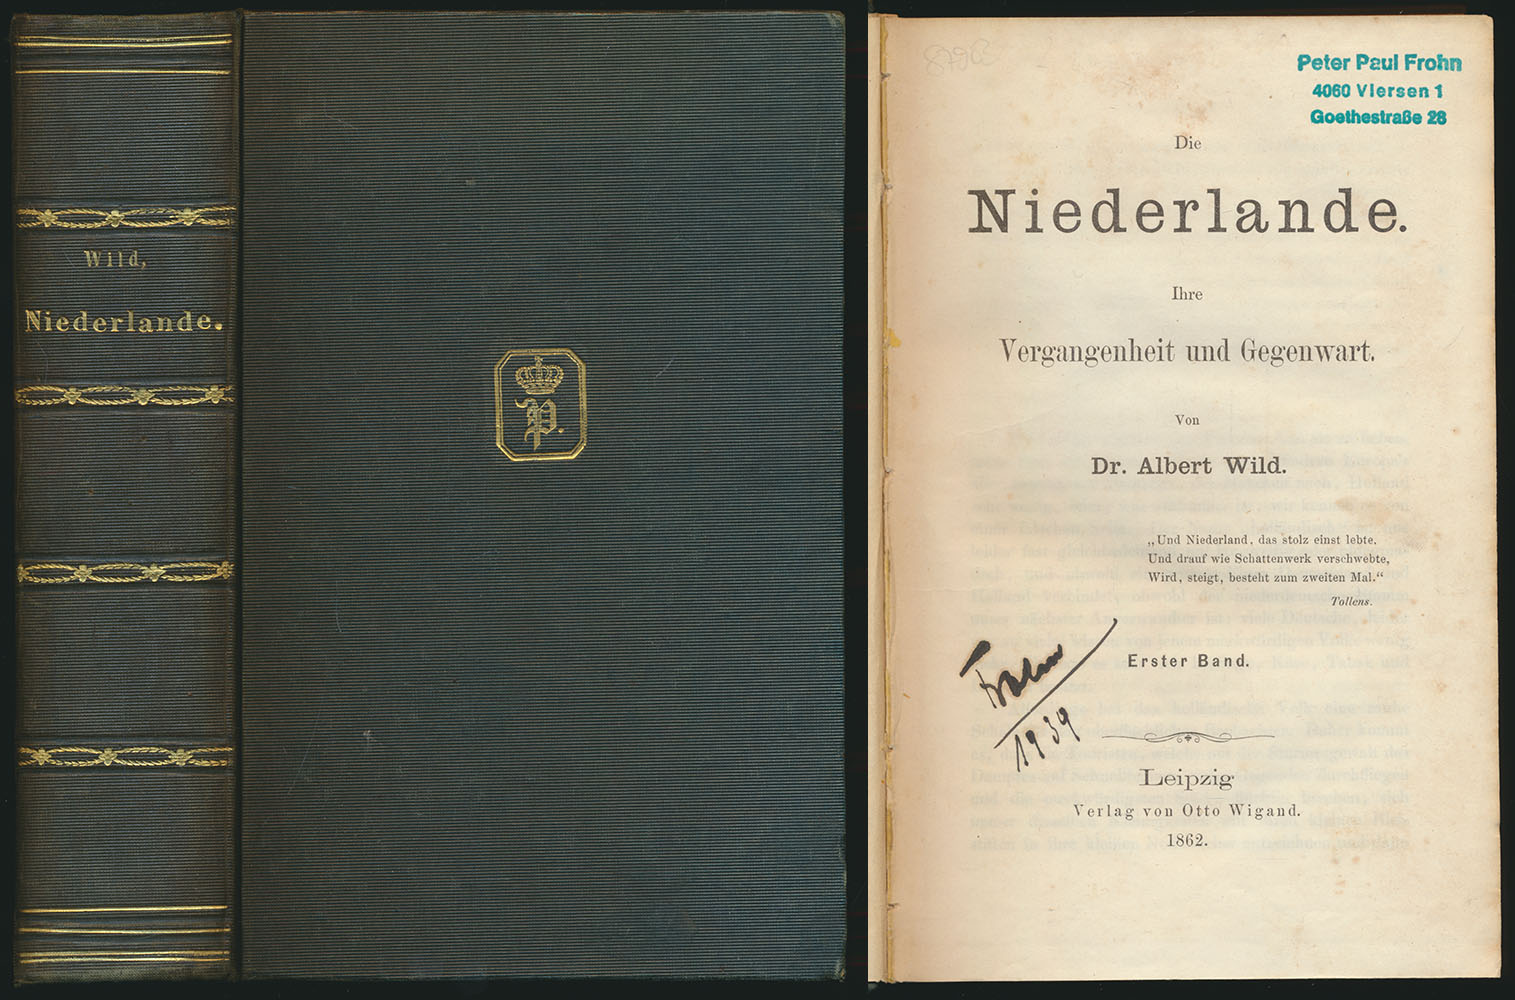 Wild,
Niederlande.
P.
8796
Peter Paul Frohn
4060 Viersen 1
Goethestraße 28
Die
Niederlande.
Ihre
Vergangenheit und Gegenwart.
Von
Dr. Albert Wild.
„Und Niederland, das stolz einst lebte,
Und drauf wie Schattenwerk verschwebte,
Wird, steigt, besteht zum zweiten Mal.“
Tollens.
Erster Band.
Frohn
1939
Leipzig
Verlag von Otto Wigand.
1862.